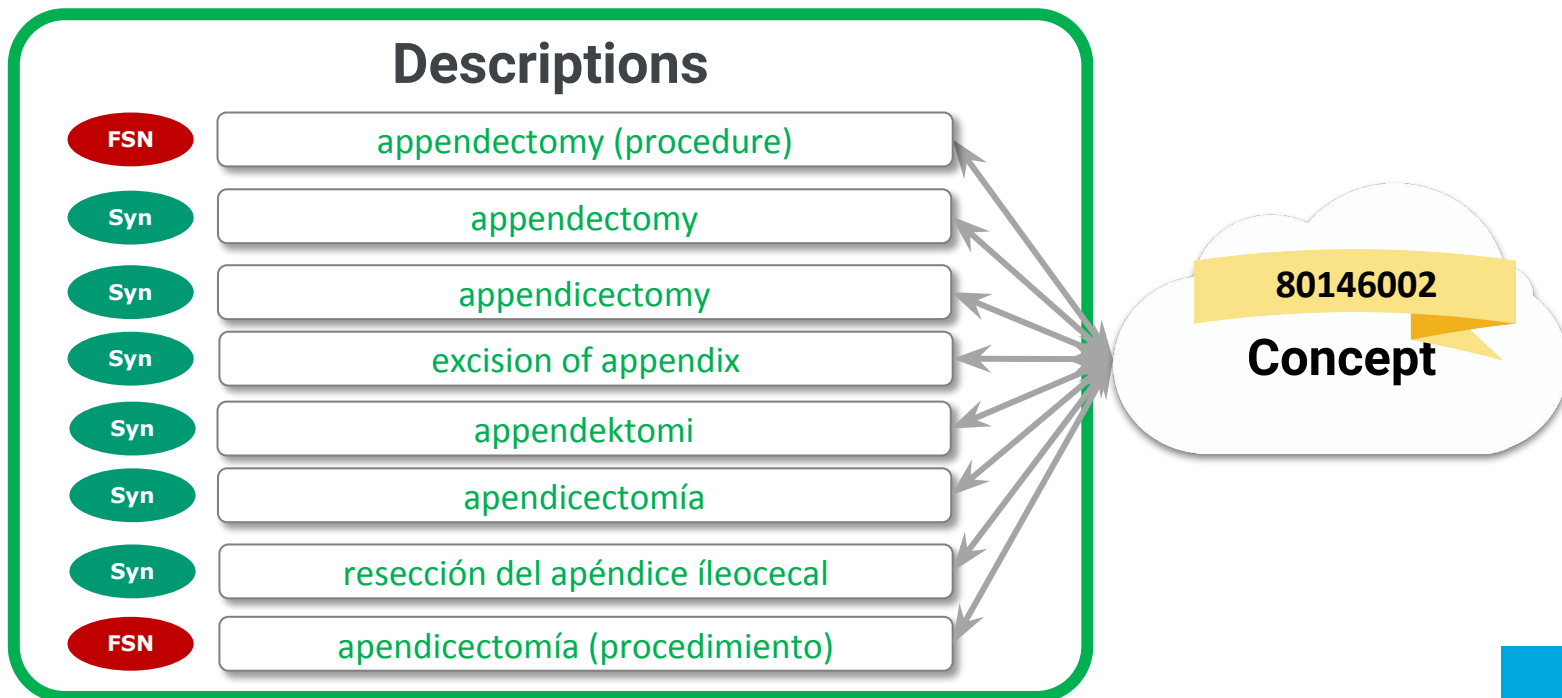 Descriptions
FSN appendectomy (procedure)
Syn appendectomy
Syn appendicectomy
Syn excision of appendix
Syn appendektomi
Syn apendicectomía
Syn resección del apéndice íleocecal
FSN apendicectomía (procedimiento)
80146002
Concept